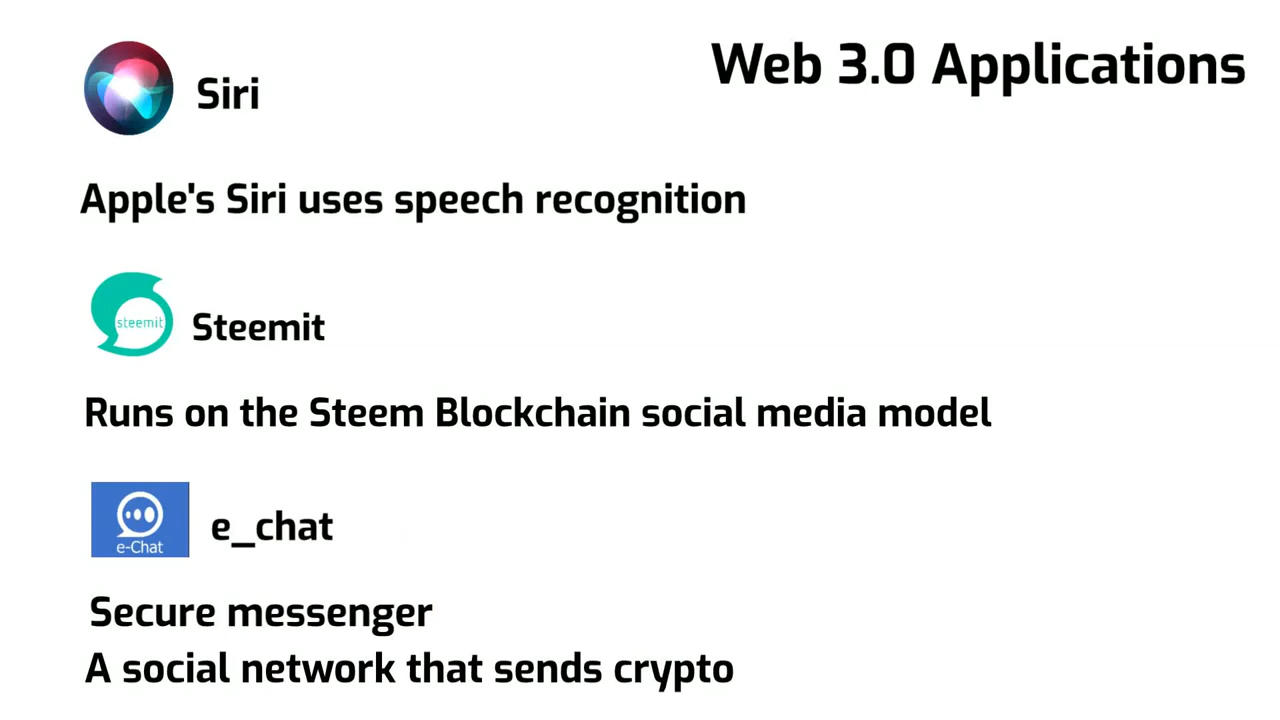 Web 3.0 Applications
Siri
Apple's Siri uses speech recognition
steemit
Steemit
Runs on the Steem Blockchain social media model
e-Chat
e_chat
Secure messenger
A social network that sends crypto